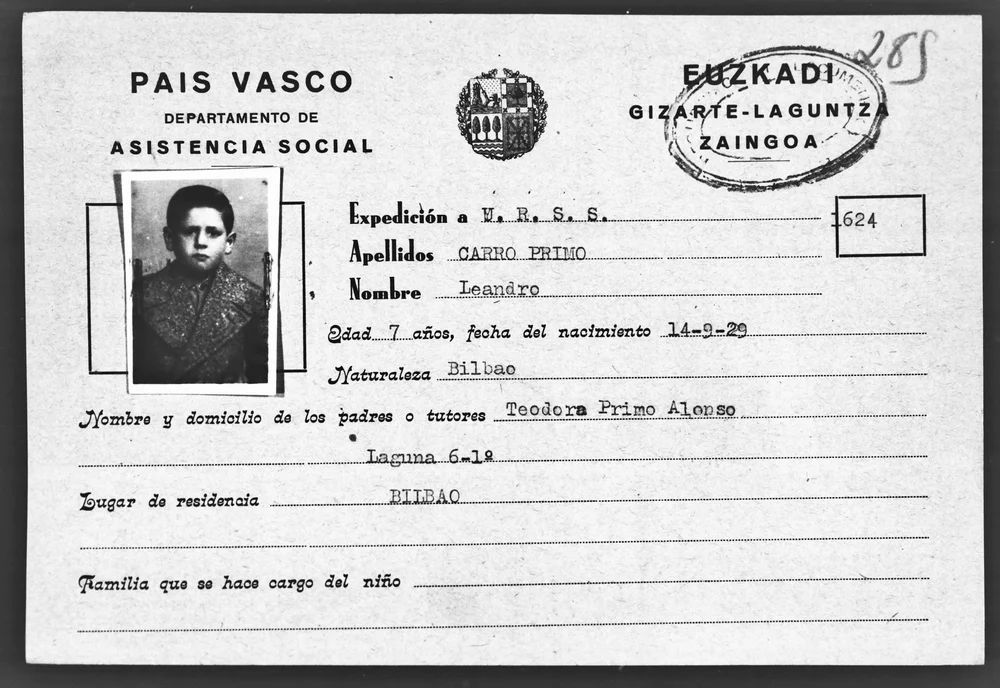 285
PAIS VASCO
DEPARTAMENTO DE
ASISTENCIA SOCIAL
EUZKADI
GIZARTE-LAGUNTZA
ZAINGOA
Expedición a U. R. S. S.
1624
Apellidos CARRO PRIMO
Nombre Leandro
Edad 7 años, fecha del nacimiento 14-9-29
Naturaleza Bilbao
Nombre y domicilio de los padres o tutores Teodora Primo Alonso
Laguna 6-1º
Lugar de residencia BILBAO
Familia que se hace cargo del niño